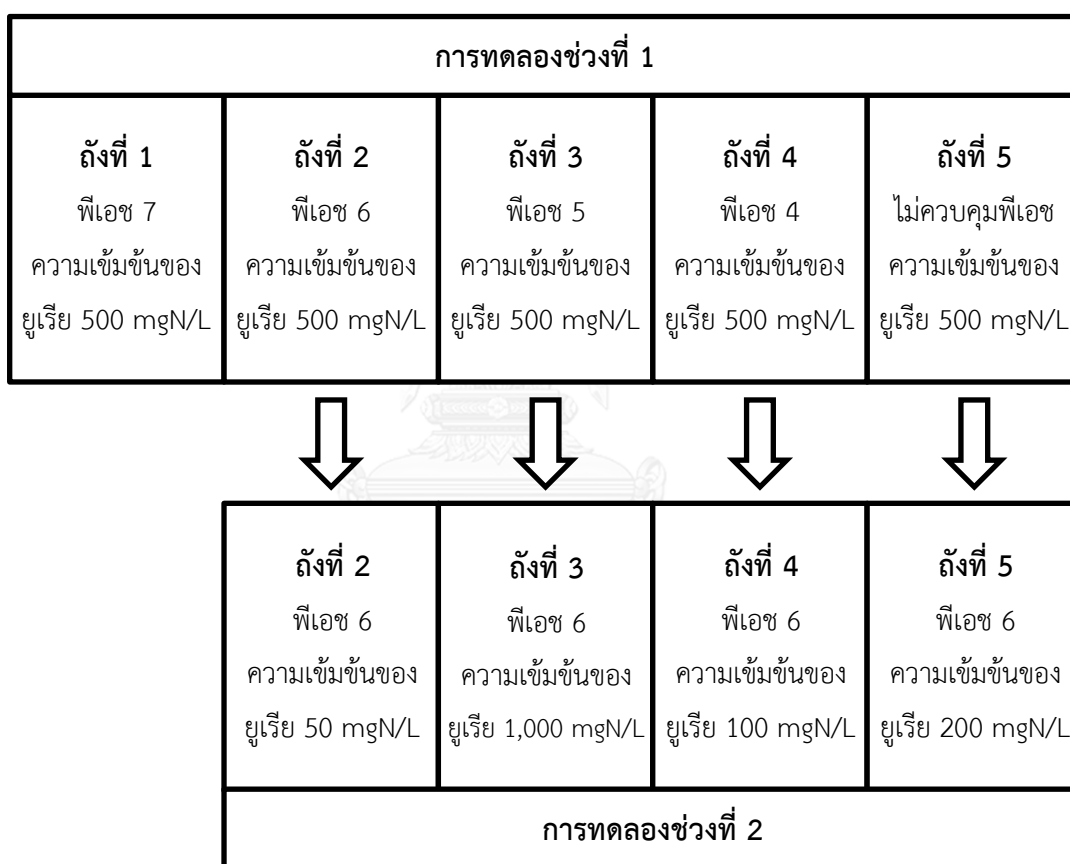 การทดลองช่วงที่ 1
ถังที่ 1
พีเอช 7
ความเข้มข้นของ
ยูเรีย 500 mgN/L
ถังที่ 2
พีเอช 6
ความเข้มข้นของ
ยูเรีย 500 mgN/L
ถังที่ 3
พีเอช 5
ความเข้มข้นของ
ยูเรีย 500 mgN/L
ถังที่ 4
พีเอช 4
ความเข้มข้นของ
ยูเรีย 500 mgN/L
ถังที่ 5
ไม่ควบคุมพีเอช
ความเข้มข้นของ
ยูเรีย 500 mgN/L
ถังที่ 2
พีเอช 6
ความเข้มข้นของ
ยูเรีย 50 mgN/L
ถังที่ 3
พีเอช 6
ความเข้มข้นของ
ยูเรีย 1,000 mgN/L
ถังที่ 4
พีเอช 6
ความเข้มข้นของ
ยูเรีย 100 mgN/L
ถังที่ 5
พีเอช 6
ความเข้มข้นของ
ยูเรีย 200 mgN/L
การทดลองช่วงที่ 2